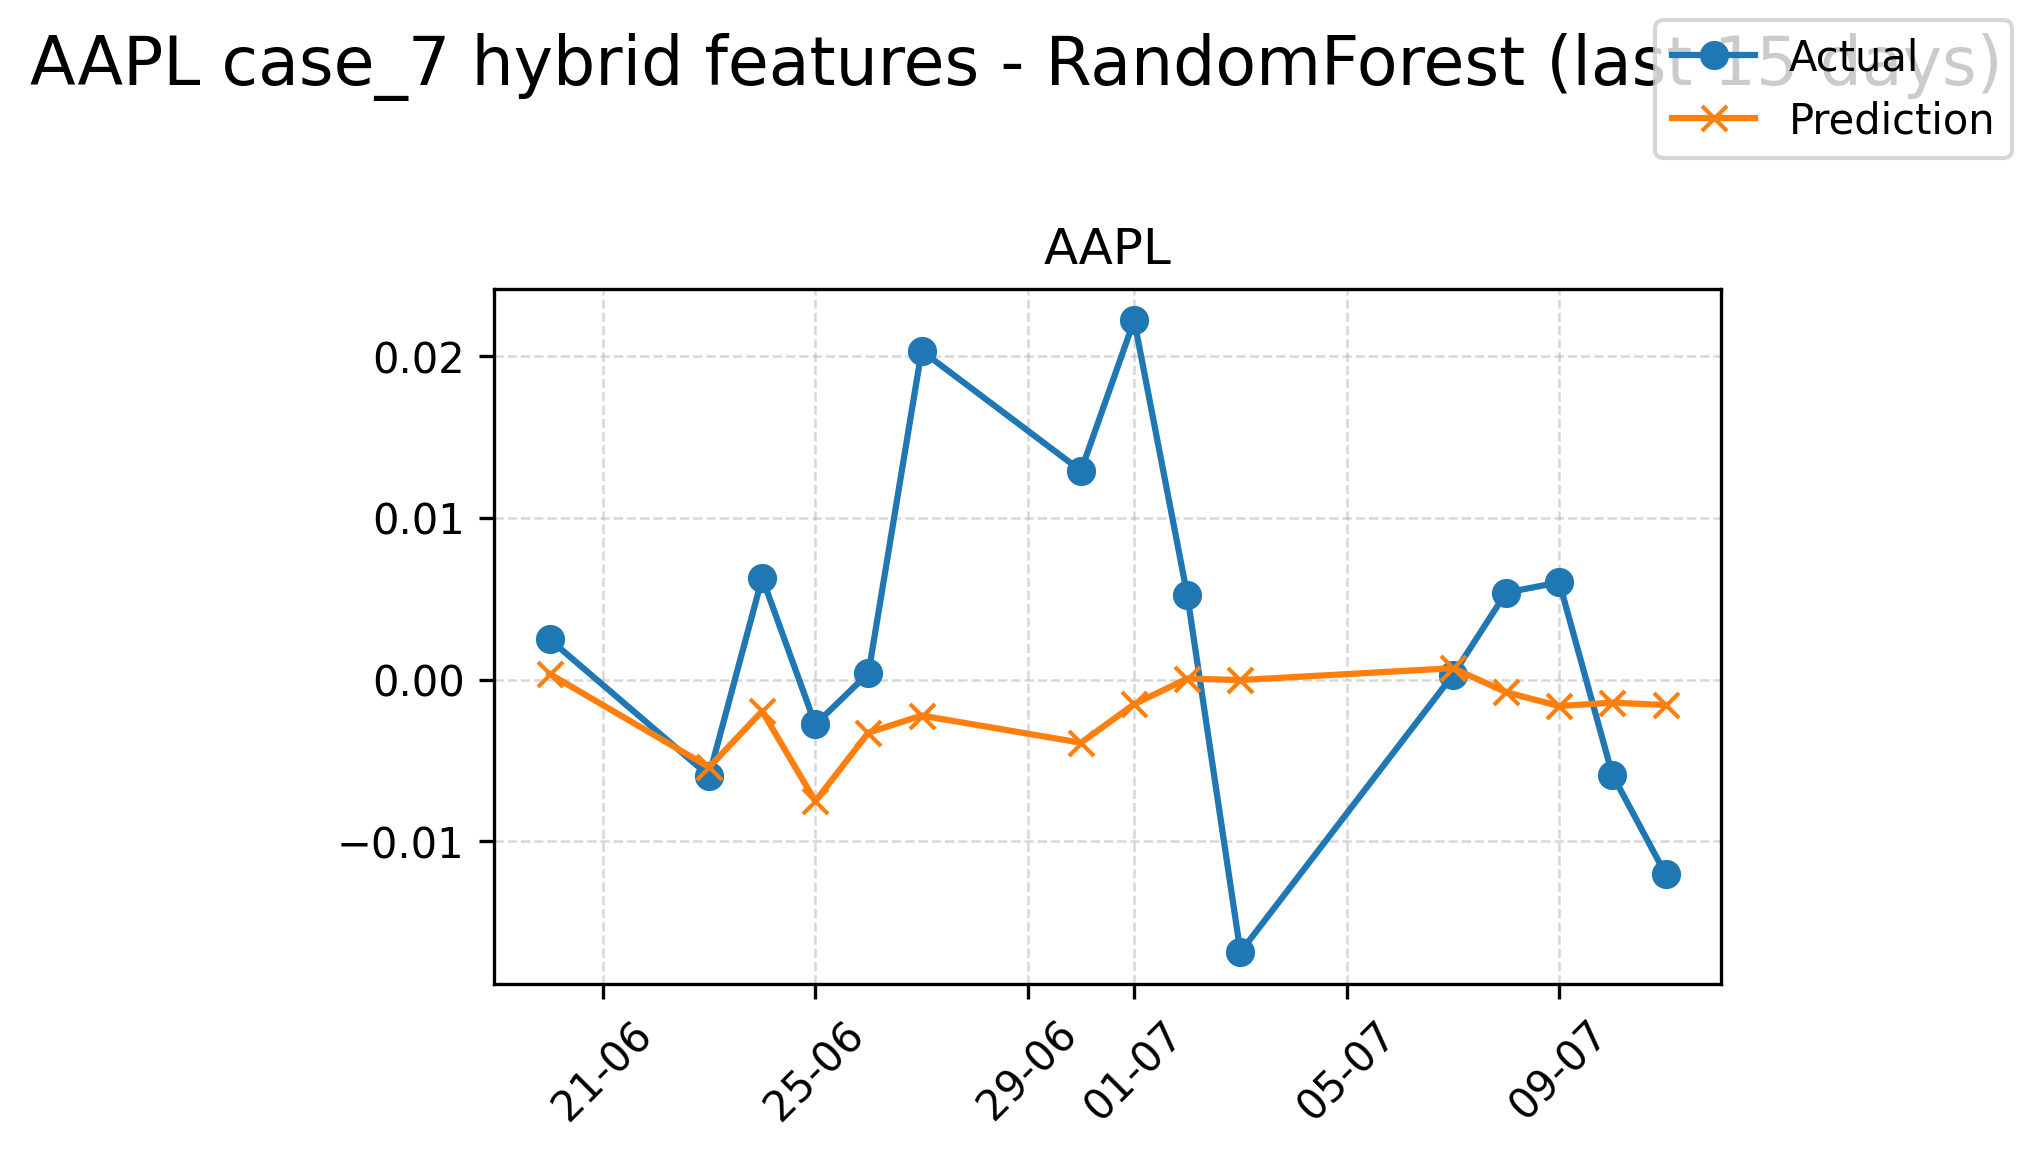 AAPL case_7 hybrid features - RandomForest (last 15 days)
Actual
Prediction
AAPL
0.02
0.01
0.00
−0.01
21-06
25-06
29-06
01-07
05-07
09-07